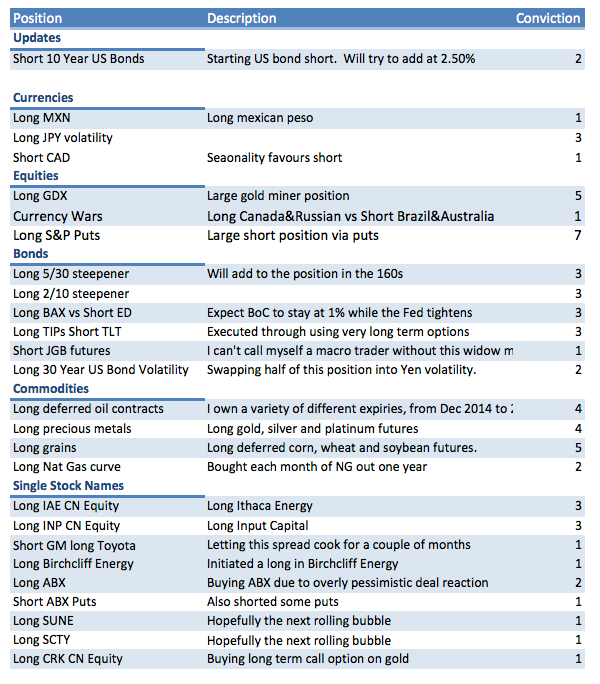 Position Description Conviction
Updates
Short 10 Year US Bonds Starting US bond short. Will try to add at 2.50% 2
Currencies
Long MXN Long mexican peso 1
Long JPY volatility 3
Short CAD Seaonality favours short 1
Equities
Long GDX Large gold miner position 5
Currency Wars Long Canada&Russian vs Short Brazil&Australia 1
Long S&P Puts Large short position via puts 7
Bonds
Long 5/30 steepener Will add to the position in the 160s 3
Long 2/10 steepener 3
Long BAX vs Short ED Expect BoC to stay at 1% while the Fed tightens 3
Long TIPs Short TLT Executed through using very long term options 3
Short JGB futures I can't call myself a macro trader without this widow m 1
Long 30 Year US Bond Volatility Swapping half of this position into Yen volatility. 2
Commodities
Long deferred oil contracts I own a variety of different expiries, from Dec 2014 to 4
Long precious metals Long gold, silver and platinum futures 4
Long grains Long deferred corn, wheat and soybean futures. 5
Long Nat Gas curve Bought each month of NG out one year 2
Single Stock Names
Long IAE CN Equity Long Ithaca Energy 3
Long INP CN Equity Long Input Capital 3
Short GM long Toyota Letting this spread cook for a couple of months 1
Long Birchcliff Energy Initiated a long in Birchcliff Energy 1
Long ABX Buying ABX due to overly pessimistic deal reaction 2
Short ABX Puts Also shorted some puts 1
Long SUNE Hopefully the next rolling bubble 1
Long SCTY Hopefully the next rolling bubble 1
Long CRK CN Equity Buying long term call option on gold 1